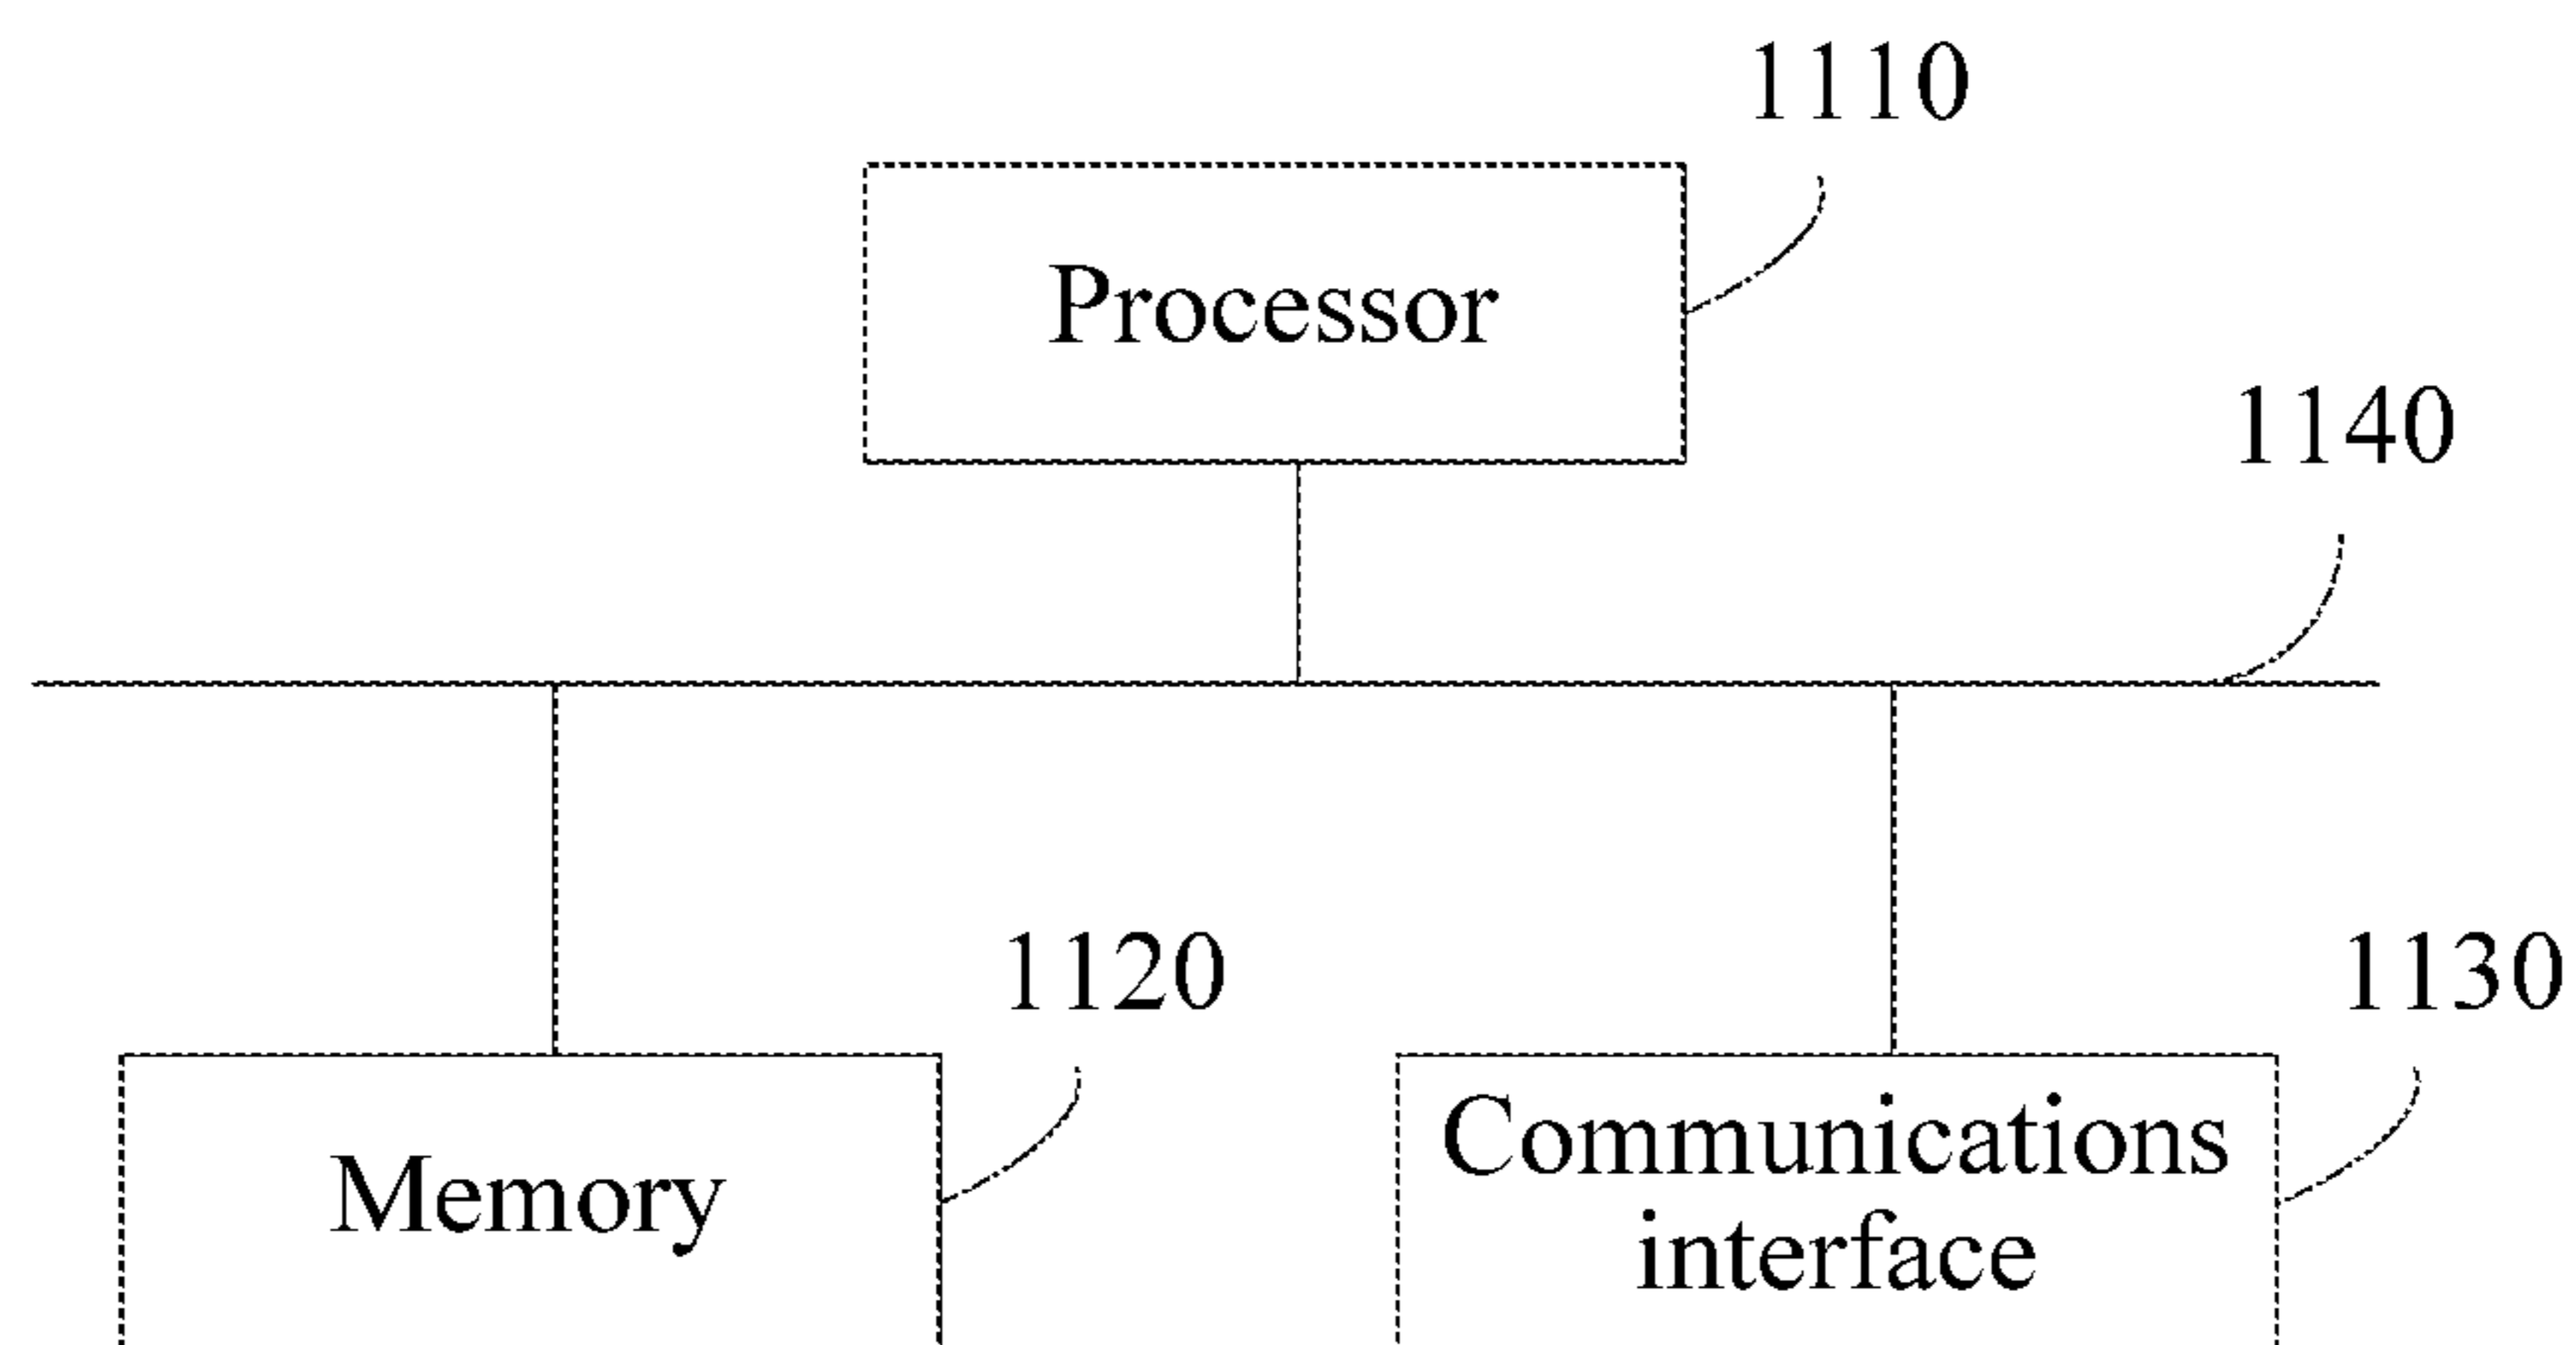 1110
Processor
1140
1120
1130
Memory
Communications
interface